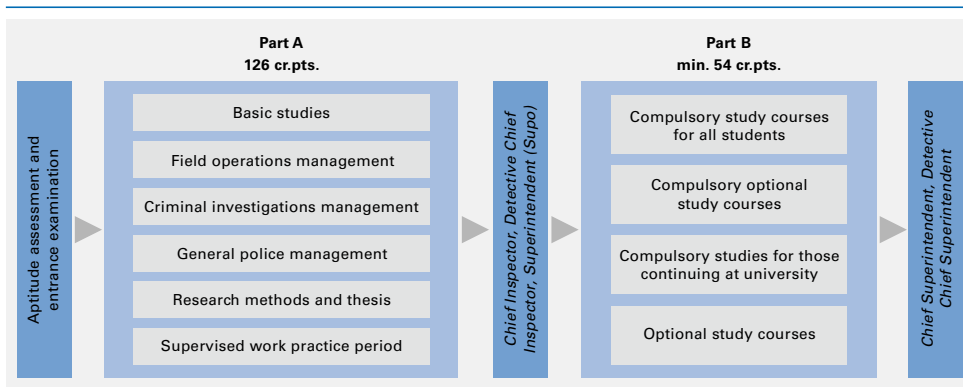 Part A
126 cr.pts.
Part B
min. 54 cr.pts.
Aptitude assessment and
entrance examination
Basic studies
Field operations management
Criminal investigations management
General police management
Research methods and thesis
Supervised work practice period
Chief Inspector, Detective Chief
Inspector, Superintendent (Supo)
Compulsory study courses
for all students
Compulsory optional
study courses
Compulsory studies for those
continuing at university
Optional study courses
Chief Superintendent, Detective
Chief Superintendent